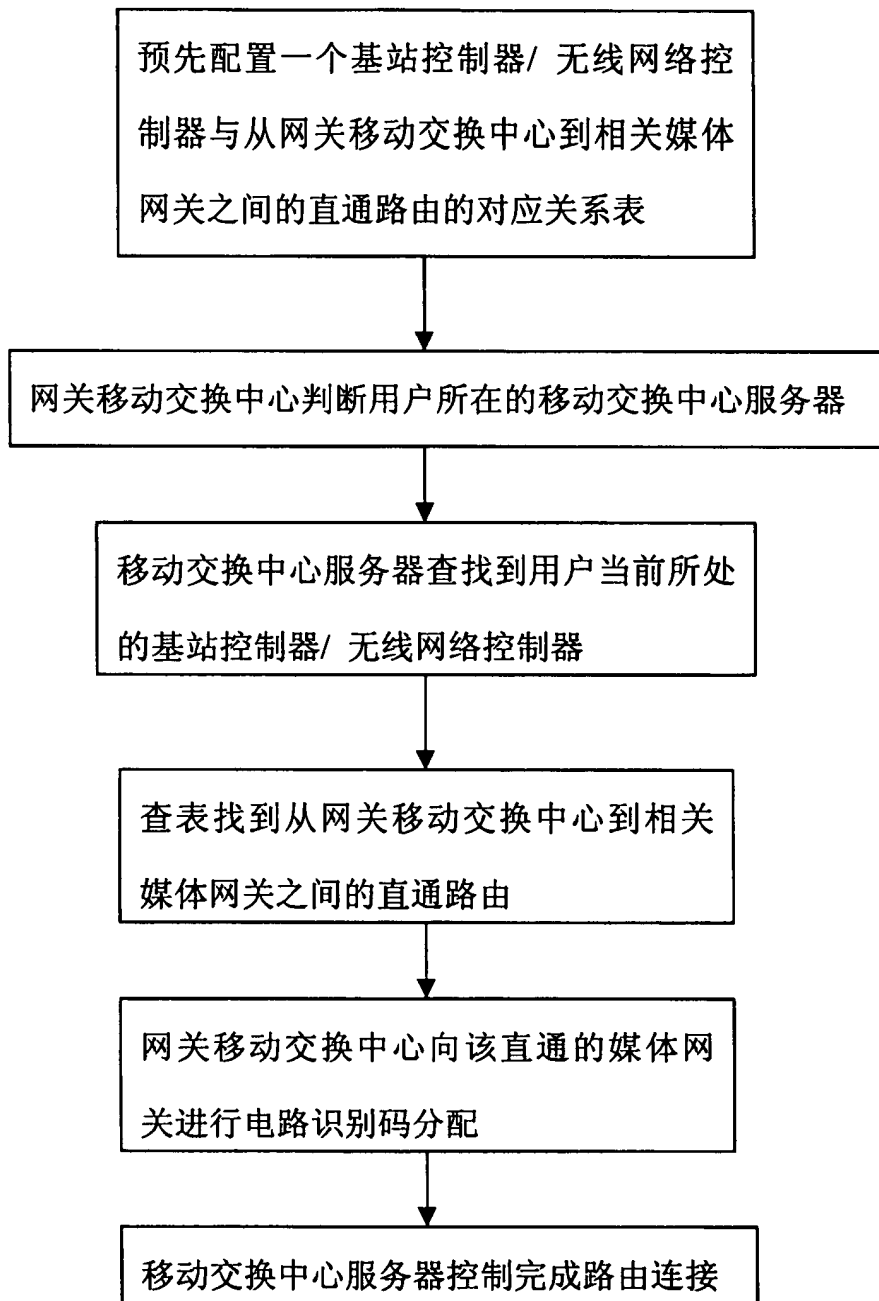 预先配置一个基站控制器/ 无线网络控
制器与从网关移动交换中心到相关媒体
网关之间的直通路由的对应关系表
网关移动交换中心判断用户所在的移动交换中心服务器
移动交换中心服务器查找到用户当前所处
的基站控制器/ 无线网络控制器
查表找到从网关移动交换中心到相关
媒体网关之间的直通路由
网关移动交换中心向该直通的媒体网
关进行电路识别码分配
移动交换中心服务器控制完成路由连接